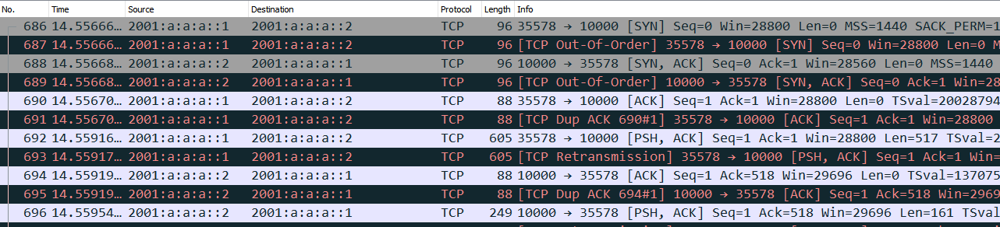 No. Time Source Destination Protocol Length Info
686 14.55666… 2001:a:a:a::1 2001:a:a:a::2 TCP 96 35578 → 10000 [SYN] Seq=0 Win=28800 Len=0 MSS=1440 SACK_PERM=1
687 14.55666… 2001:a:a:a::1 2001:a:a:a::2 TCP 96 [TCP Out-Of-Order] 35578 → 10000 [SYN] Seq=0 Win=28800 Len=0 M
688 14.55668… 2001:a:a:a::2 2001:a:a:a::1 TCP 96 10000 → 35578 [SYN, ACK] Seq=0 Ack=1 Win=28560 Len=0 MSS=1440
689 14.55668… 2001:a:a:a::2 2001:a:a:a::1 TCP 96 [TCP Out-Of-Order] 10000 → 35578 [SYN, ACK] Seq=0 Ack=1 Win=28
690 14.55670… 2001:a:a:a::1 2001:a:a:a::2 TCP 88 35578 → 10000 [ACK] Seq=1 Ack=1 Win=28800 Len=0 TSval=20028794
691 14.55670… 2001:a:a:a::1 2001:a:a:a::2 TCP 88 [TCP Dup ACK 690#1] 35578 → 10000 [ACK] Seq=1 Ack=1 Win=28800
692 14.55916… 2001:a:a:a::1 2001:a:a:a::2 TCP 605 35578 → 10000 [PSH, ACK] Seq=1 Ack=1 Win=28800 Len=517 TSval=2
693 14.55917… 2001:a:a:a::1 2001:a:a:a::2 TCP 605 [TCP Retransmission] 35578 → 10000 [PSH, ACK] Seq=1 Ack=1 Win=
694 14.55919… 2001:a:a:a::2 2001:a:a:a::1 TCP 88 10000 → 35578 [ACK] Seq=1 Ack=518 Win=29696 Len=0 TSval=137075
695 14.55919… 2001:a:a:a::2 2001:a:a:a::1 TCP 88 [TCP Dup ACK 694#1] 10000 → 35578 [ACK] Seq=1 Ack=518 Win=2969
696 14.55954… 2001:a:a:a::2 2001:a:a:a::1 TCP 249 10000 → 35578 [PSH, ACK] Seq=1 Ack=518 Win=29696 Len=161 TSval